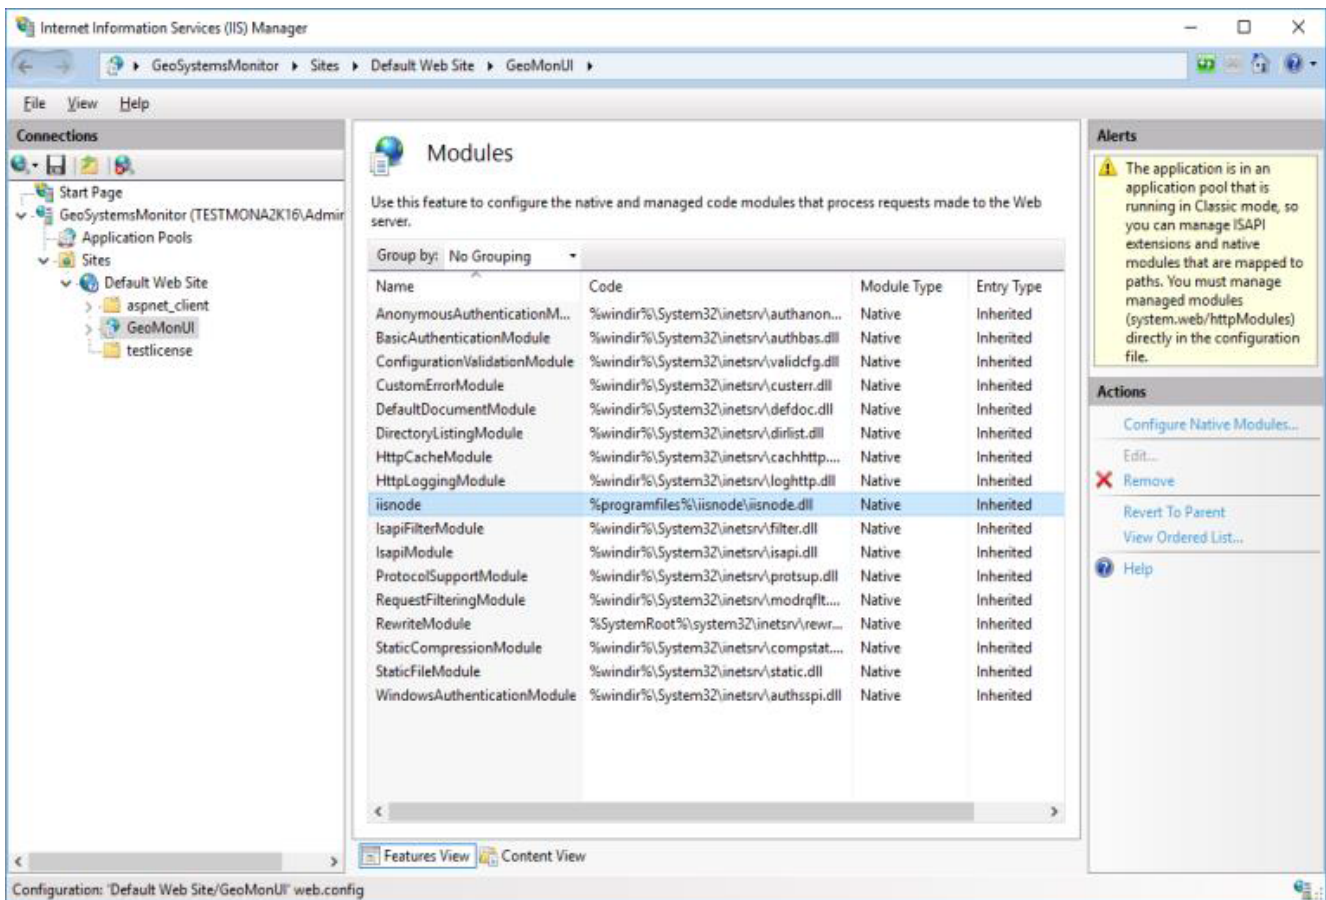 Internet Information Services (IIS) Manager
GeoSystemsMonitor Sites Default Web Site GeoMonUI
File View Help
Connections
Start Page
GeoSystemsMonitor (TESTMONA2K16\Admir
Application Pools
Sites
Default Web Site
aspnet_client
GeoMonUI
testlicense
Modules
Use this feature to configure the native and managed code modules that process requests made to the Web
server.
Group by: No Grouping
Name Code Module Type Entry Type
AnonymousAuthenticationM... %windir%\System32\inetsrv\authanon... Native Inherited
BasicAuthenticationModule %windir%\System32\inetsrv\authbas.dll Native Inherited
ConfigurationValidationModule %windir%\System32\inetsrv\validcfg.dll Native Inherited
CustomErrorModule %windir%\System32\inetsrv\custerr.dll Native Inherited
DefaultDocumentModule %windir%\System32\inetsrv\defdoc.dll Native Inherited
DirectoryListingModule %windir%\System32\inetsrv\dirlist.dll Native Inherited
HttpCacheModule %windir%\System32\inetsrv\cachhttp.... Native Inherited
HttpLoggingModule %windir%\System32\inetsrv\loghttp.dll Native Inherited
iisnode %programfiles%\iisnode\iisnode.dll Native Inherited
IsapiFilterModule %windir%\System32\inetsrv\filter.dll Native Inherited
IsapiModule %windir%\System32\inetsrv\isapi.dll Native Inherited
ProtocolSupportModule %windir%\System32\inetsrv\protsup.dll Native Inherited
RequestFilteringModule %windir%\System32\inetsrv\modrqflt.... Native Inherited
RewriteModule %SystemRoot%\system32\inetsrv\rewr... Native Inherited
StaticCompressionModule %windir%\System32\inetsrv\compstat.... Native Inherited
StaticFileModule %windir%\System32\inetsrv\static.dll Native Inherited
WindowsAuthenticationModule %windir%\System32\inetsrv\authsspi.dll Native Inherited
Features View Content View
Alerts
The application is in an
application pool that is
running in Classic mode, so
you can manage ISAPI
extensions and native
modules that are mapped to
paths. You must manage
managed modules
(system.web/httpModules)
directly in the configuration
file.
Actions
Configure Native Modules...
Edit...
Remove
Revert To Parent
View Ordered List...
Help
Configuration: 'Default Web Site/GeoMonUI' web.config